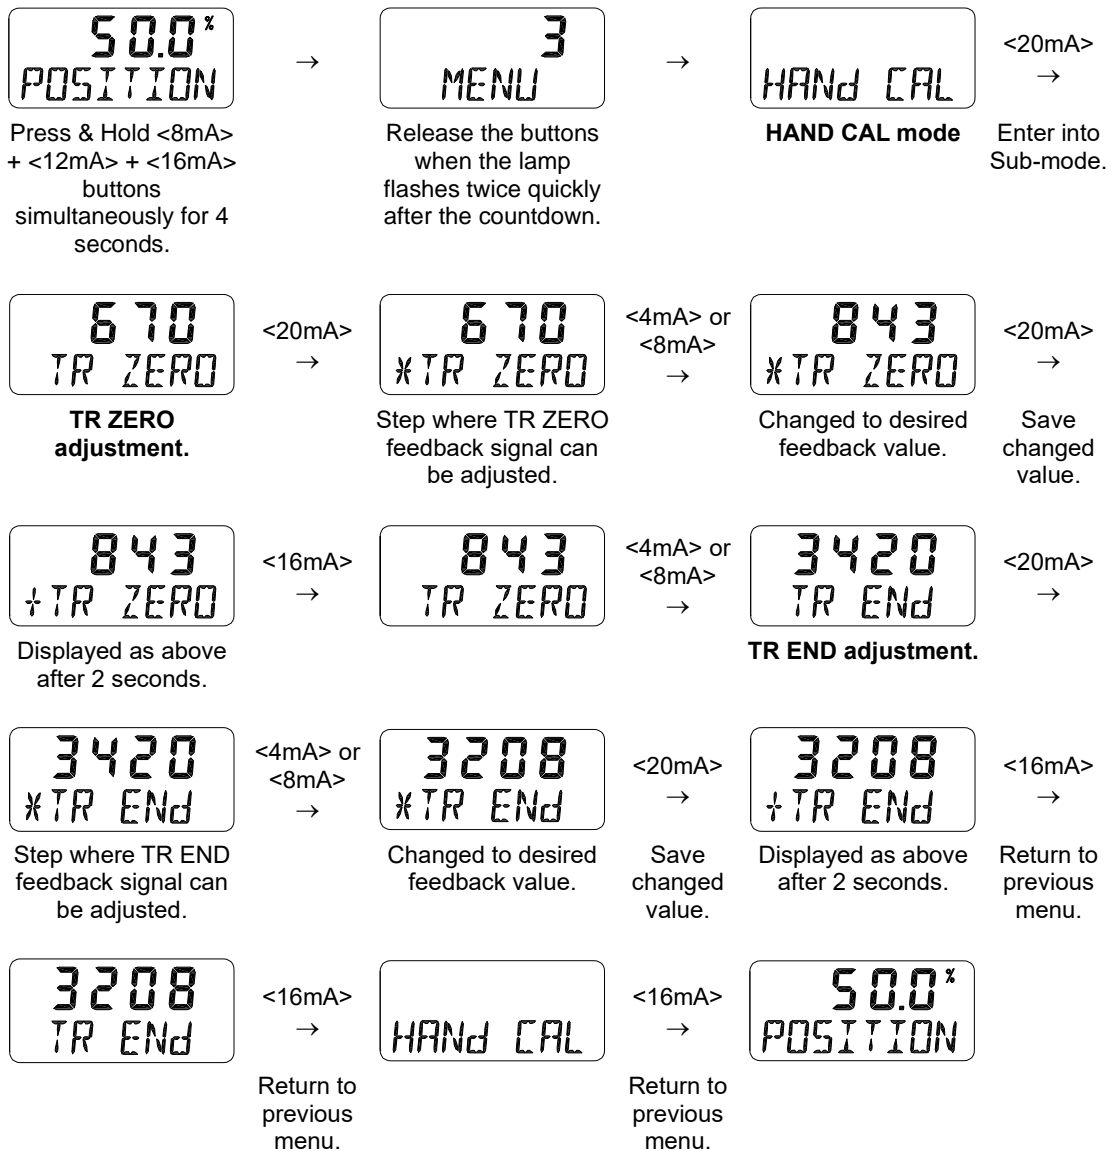 50.0%
POSITION
→
3
MENU
→
HANd CAL
<20mA>
→
Press & Hold <8mA>
+ <12mA> + <16mA>
buttons
simultaneously for 4
seconds.
Release the buttons
when the lamp
flashes twice quickly
after the countdown.
HAND CAL mode
Enter into
Sub-mode.
670
TR ZERO
<20mA>
→
670
*TR ZERO
<4mA> or
<8mA>
→
843
*TR ZERO
<20mA>
→
TR ZERO
adjustment.
Step where TR ZERO
feedback signal can
be adjusted.
Changed to desired
feedback value.
Save
changed
value.
843
+TR ZERO
<16mA>
→
843
TR ZERO
<4mA> or
<8mA>
→
3420
TR ENd
<20mA>
→
Displayed as above
after 2 seconds.
TR END adjustment.
3420
*TR ENd
<4mA> or
<8mA>
→
3208
*TR ENd
<20mA>
→
3208
+TR ENd
<16mA>
→
Step where TR END
feedback signal can
be adjusted.
Changed to desired
feedback value.
Save
changed
value.
Displayed as above
after 2 seconds.
Return to
previous
menu.
3208
TR ENd
<16mA>
→
HANd CAL
<16mA>
→
50.0%
POSITION
Return to
previous
menu.
Return to
previous
menu.